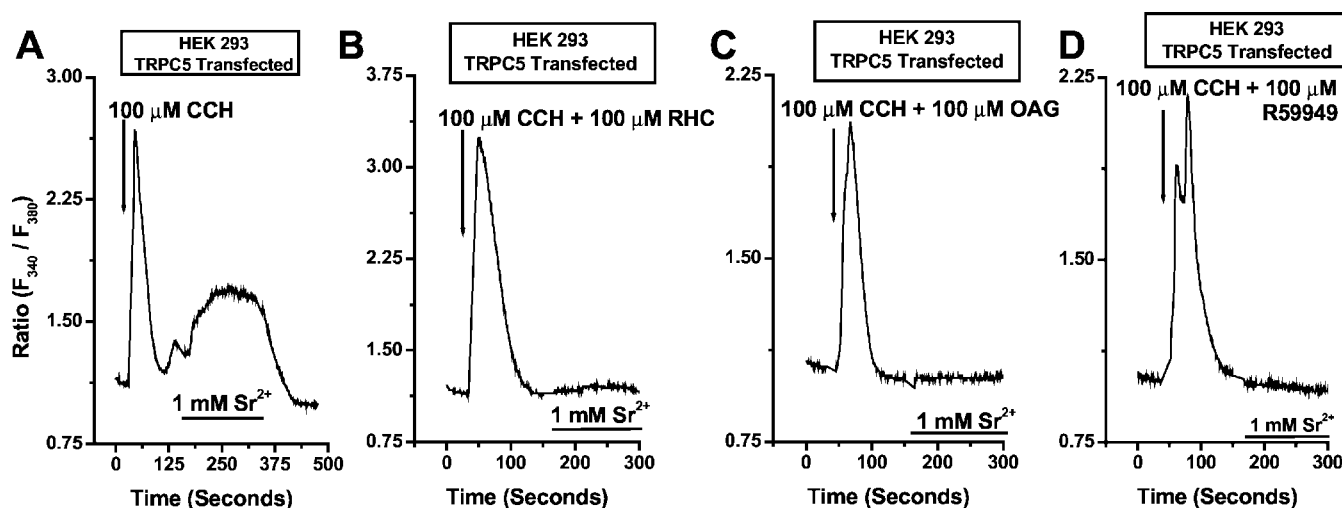 A
HEK 293
TRPC5 Transfected
3.00
2.25
1.50
0.75
Ratio (F340 / F380)
100 μM CCH
1 mM Sr2+
0
125
250
375
500
Time (Seconds)
B
HEK 293
TRPC5 Transfected
3.75
3.00
2.25
1.50
0.75
100 μM CCH + 100 μM RHC
1 mM Sr2+
0
100
200
300
Time (Seconds)
C
HEK 293
TRPC5 Transfected
2.25
1.50
0.75
100 μM CCH + 100 μM OAG
1 mM Sr2+
0
100
200
300
Time (Seconds)
D
HEK 293
TRPC5 Transfected
2.25
1.50
0.75
100 μM CCH + 100 μM
R59949
1 mM Sr2+
0
100
200
300
Time (Seconds)